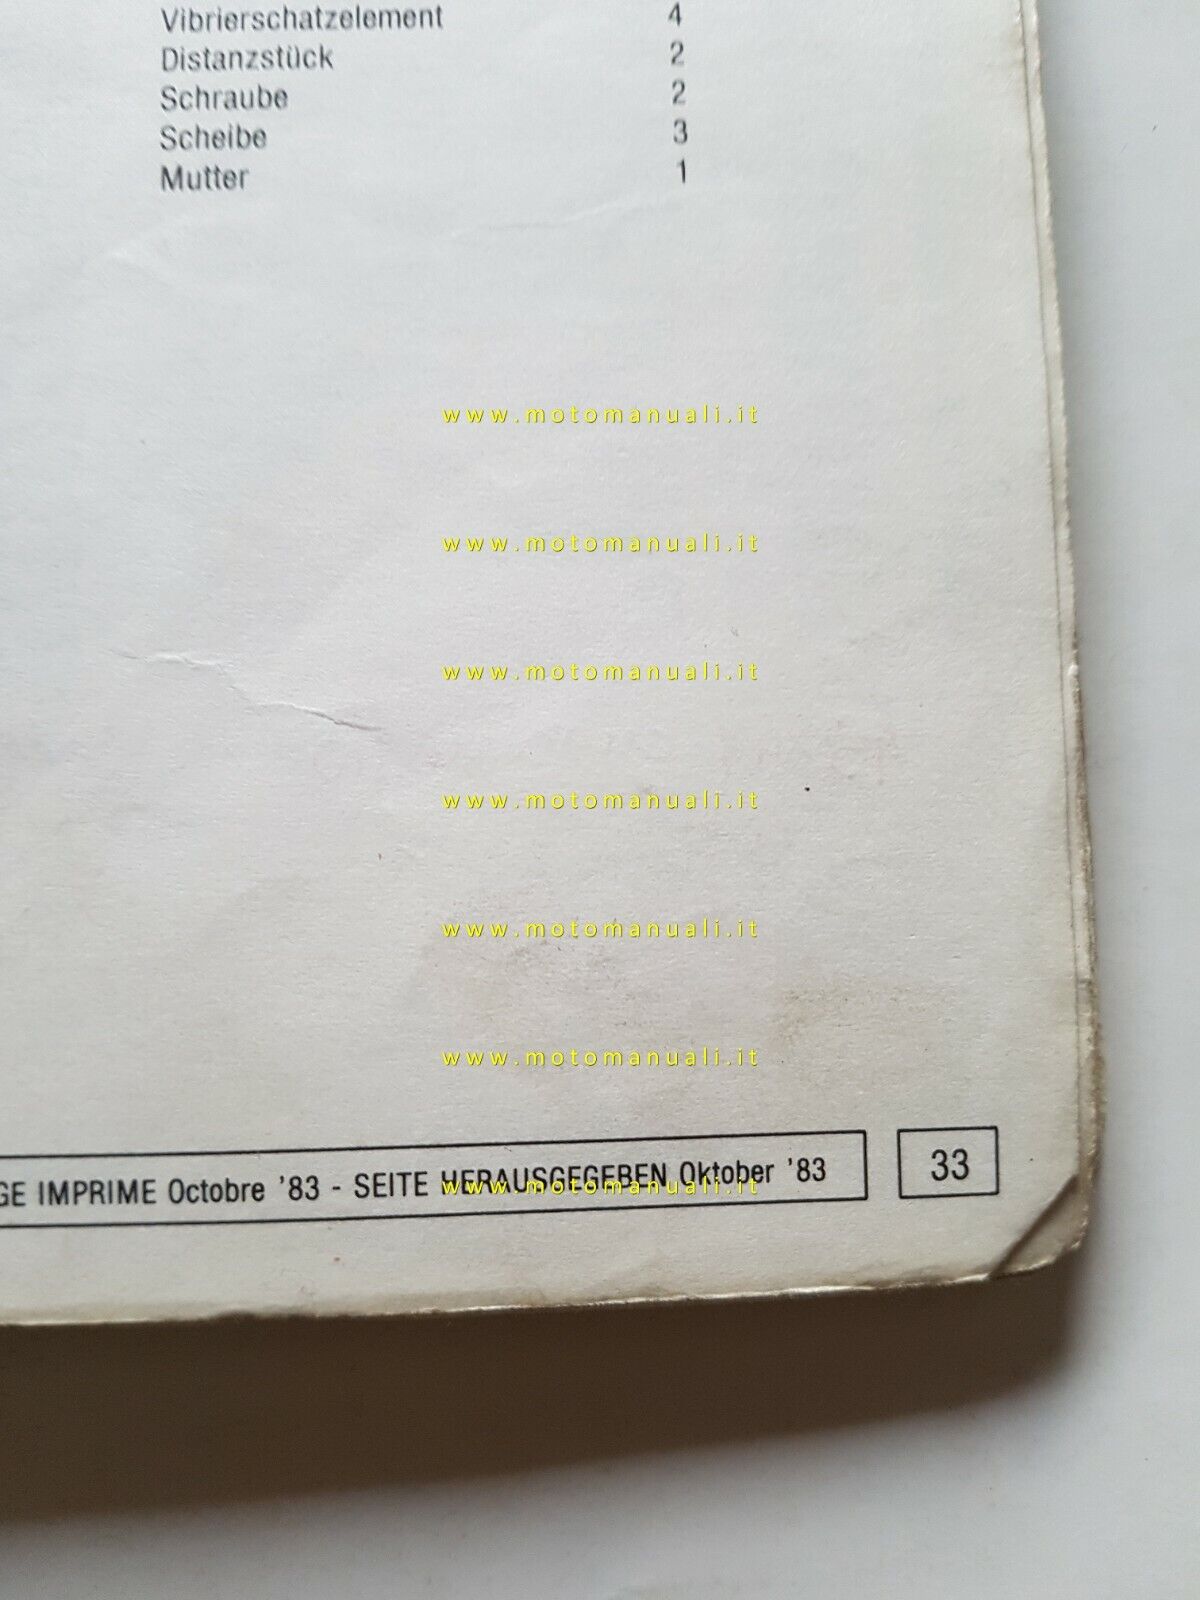 Vibrierschatzelement 4
Distanzstück 2
Schraube 2
Scheibe 3
Mutter 1
www.motomanuali.it
www.motomanuali.it
www.motomanuali.it
www.motomanuali.it
www.motomanuali.it
www.motomanuali.it
GE IMPRIME Octobre '83 - SEITE HERAUSGEGEBEN Oktober '83 33
www.motomanuali.it